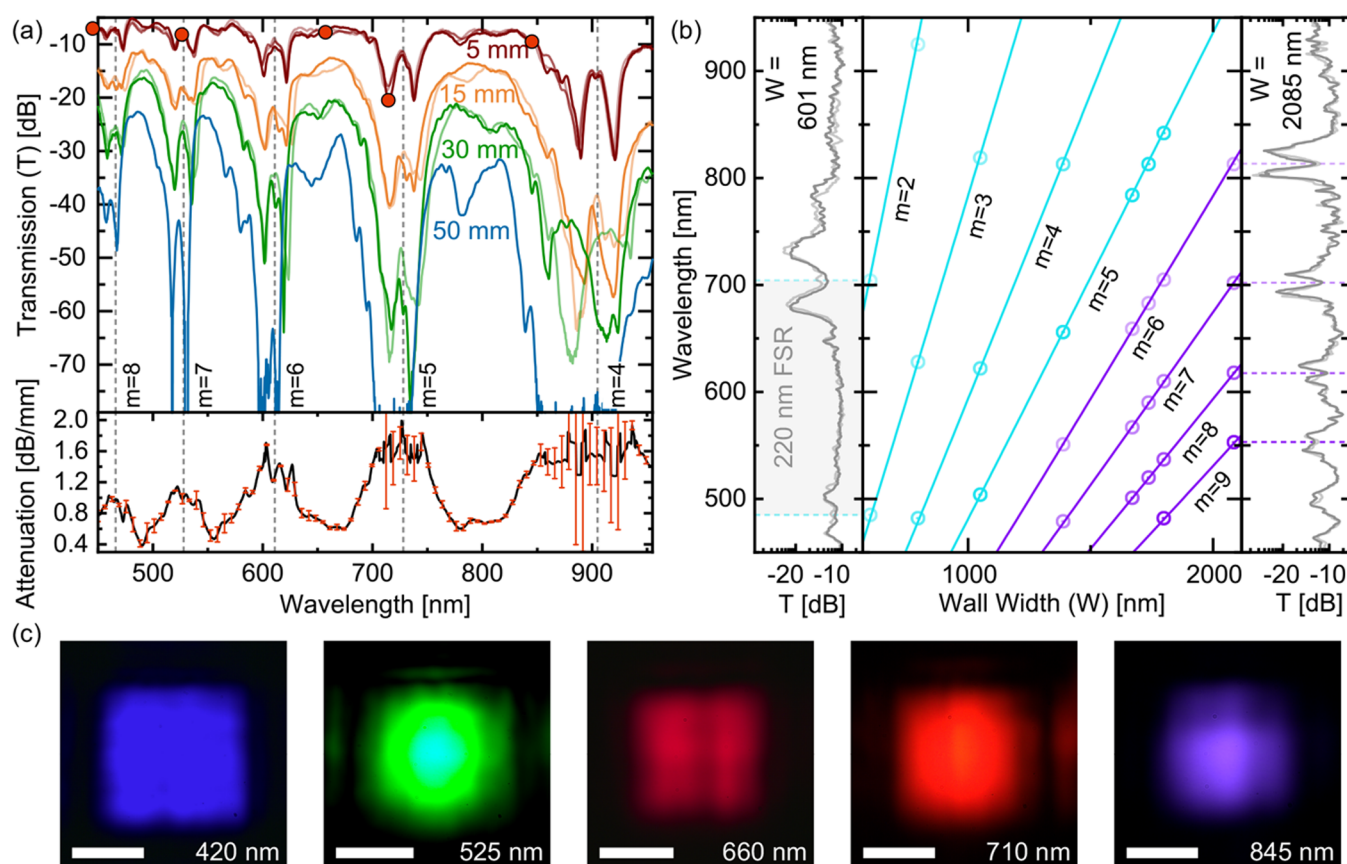 (a)
Transmission (T) [dB]
-10
-20
-30
-40
-50
-60
-70
5 mm
15 mm
30 mm
50 mm
m=8
m=7
m=6
m=5
m=4
Attenuation [dB/mm]
2.0
1.6
1.2
0.8
0.4
500
600
700
800
900
Wavelength [nm]
(b)
Wavelength [nm]
900
800
700
600
500
W =
601 nm
220 nm FSR
-20 -10
T [dB]
m=2
m=3
m=4
m=5
m=6
m=7
m=8
m=9
1000
2000
Wall Width (W) [nm]
W =
2085 nm
-20 -10
T [dB]
(c)
420 nm
525 nm
660 nm
710 nm
845 nm